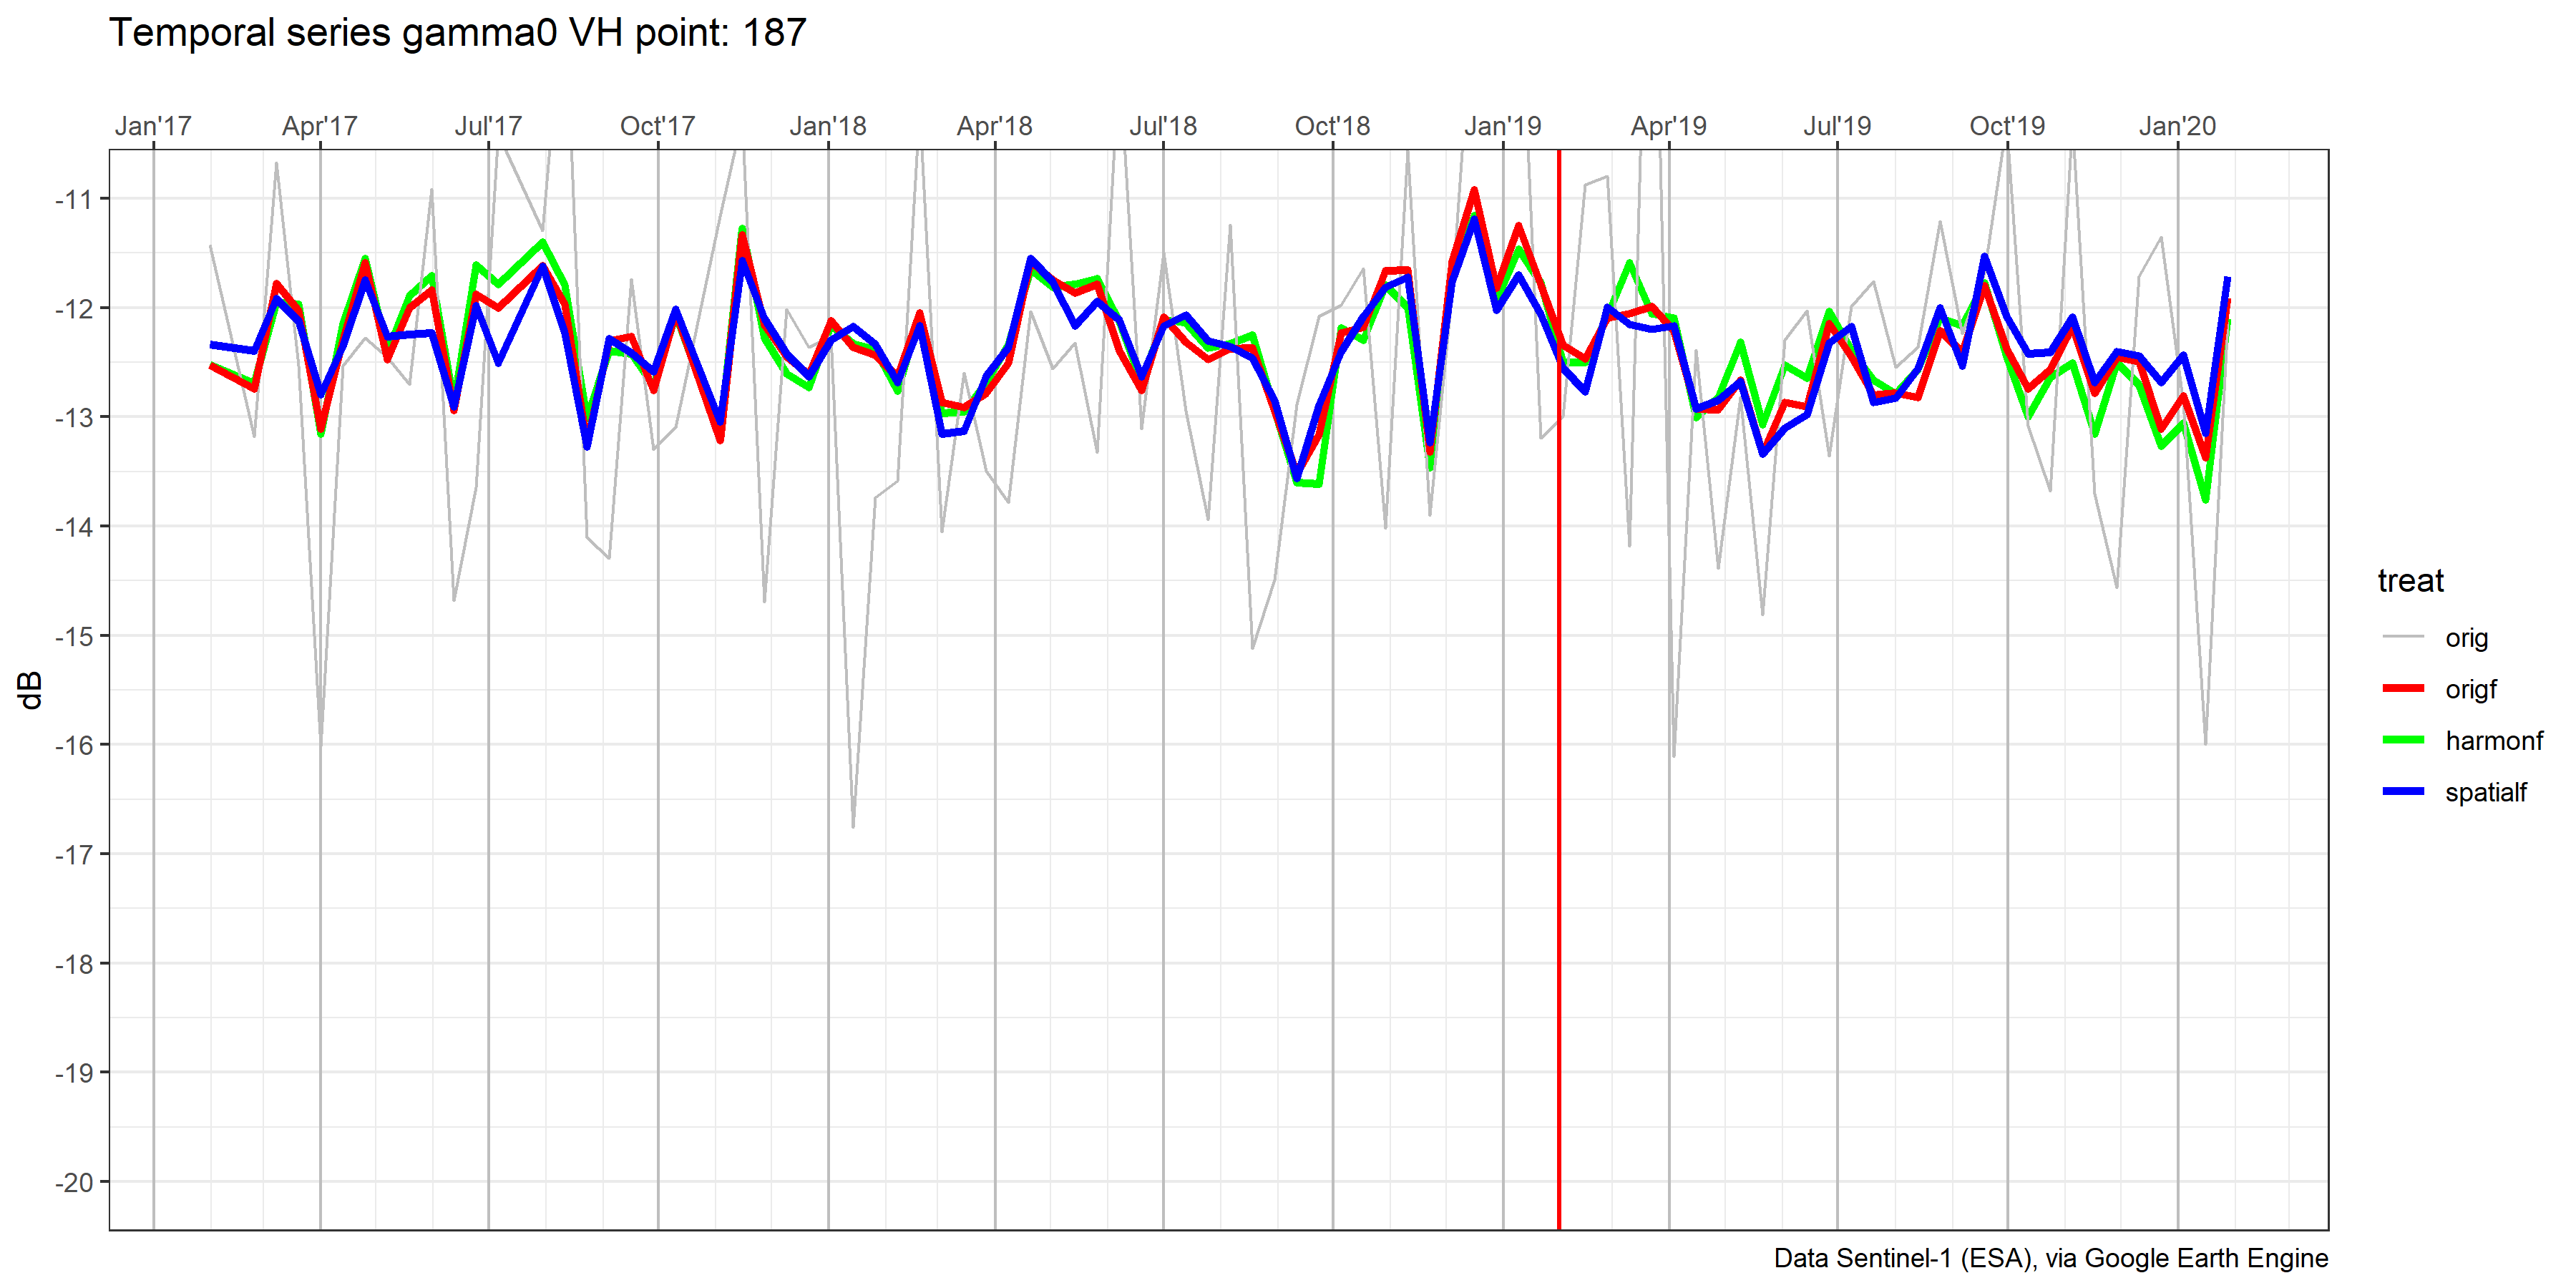 Temporal series gamma0 VH point: 187
Jan'17 Apr'17 Jul'17 Oct'17 Jan'18 Apr'18 Jul'18 Oct'18 Jan'19 Apr'19 Jul'19 Oct'19 Jan'20
-11
-12
-13
-14
-15
-16
-17
-18
-19
-20
dB
treat
orig
origf
harmonf
spatialf
Data Sentinel-1 (ESA), via Google Earth Engine